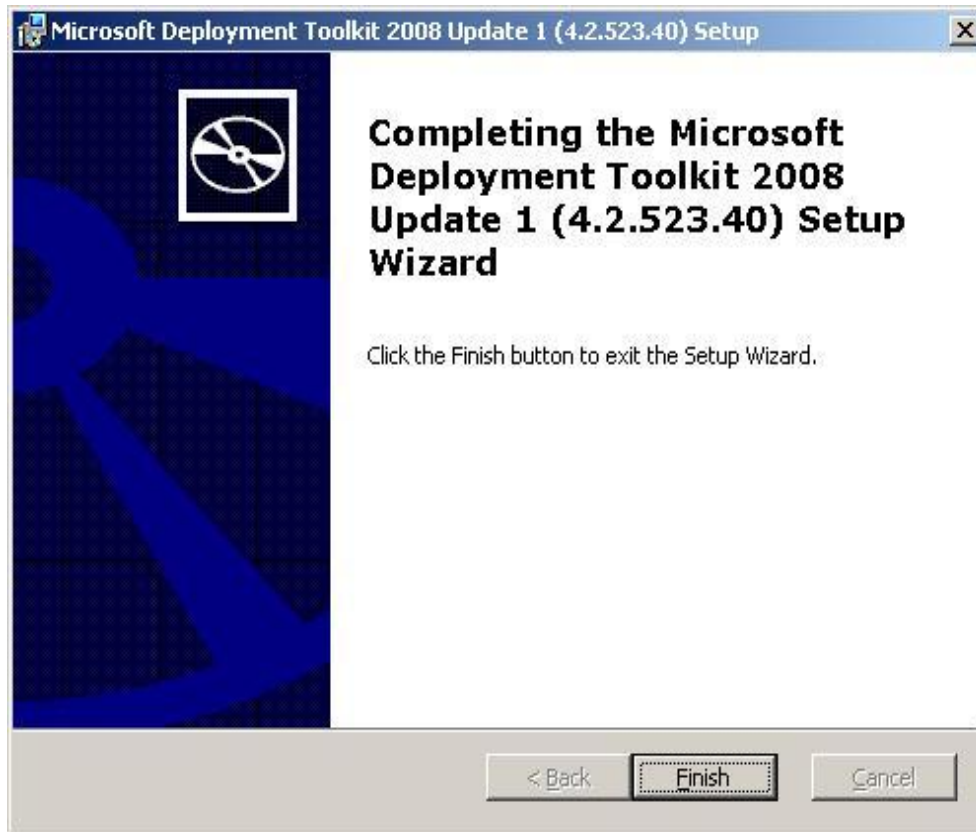 Microsoft Deployment Toolkit 2008 Update 1 (4.2.523.40) Setup
Completing the Microsoft
Deployment Toolkit 2008
Update 1 (4.2.523.40) Setup
Wizard
Click the Finish button to exit the Setup Wizard.
< Back Finish Cancel